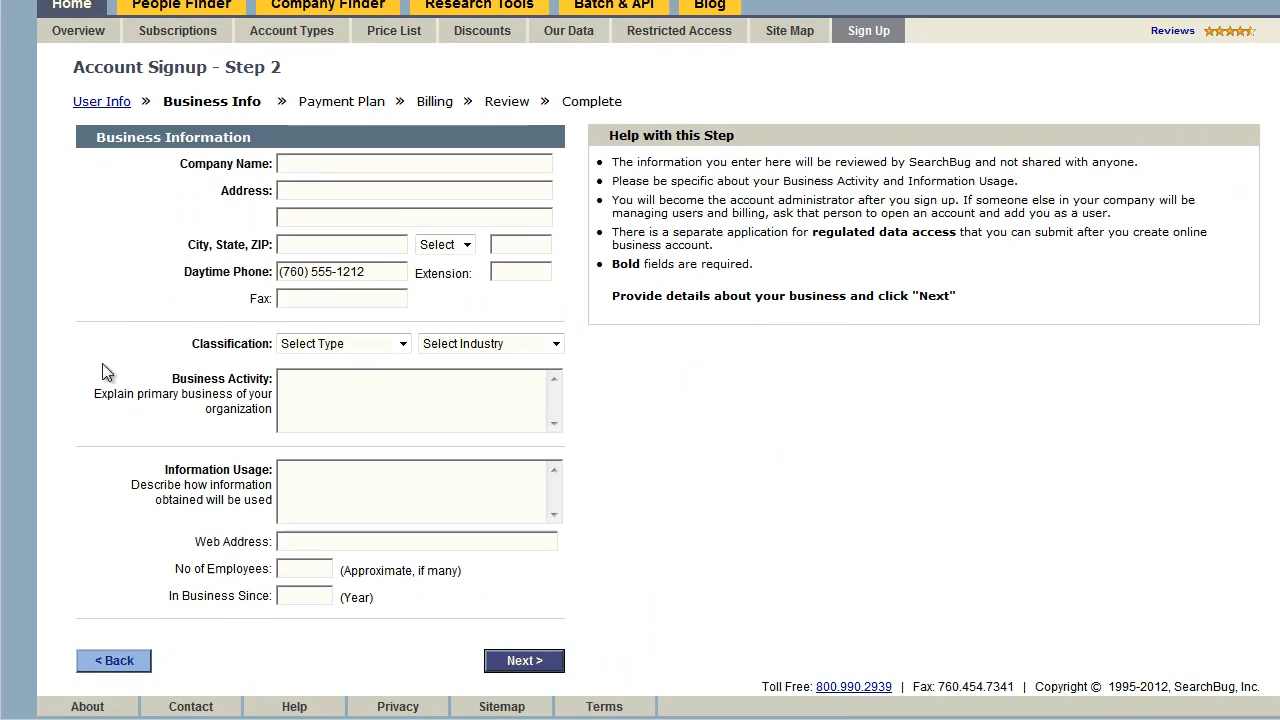 Home People Finder Company Finder Research Tools Batch & API Blog
Overview Subscriptions Account Types Price List Discounts Our Data Restricted Access Site Map Sign Up Reviews
Account Signup - Step 2
User Info » Business Info » Payment Plan » Billing » Review » Complete
Business Information
Company Name:
Address:
City, State, ZIP: Select
Daytime Phone: (760) 555-1212 Extension:
Fax:
Classification: Select Type Select Industry
Business Activity:
Explain primary business of your
organization
Information Usage:
Describe how information
obtained will be used
Web Address:
No of Employees: (Approximate, if many)
In Business Since: (Year)
< Back Next >
Help with this Step
• The information you enter here will be reviewed by SearchBug and not shared with anyone.
• Please be specific about your Business Activity and Information Usage.
• You will become the account administrator after you sign up. If someone else in your company will be
managing users and billing, ask that person to open an account and add you as a user.
• There is a separate application for regulated data access that you can submit after you create online
business account.
• Bold fields are required.
Provide details about your business and click "Next"
Toll Free: 800.990.2939 | Fax: 760.454.7341 | Copyright © 1995-2012, SearchBug, Inc.
About Contact Help Privacy Sitemap Terms